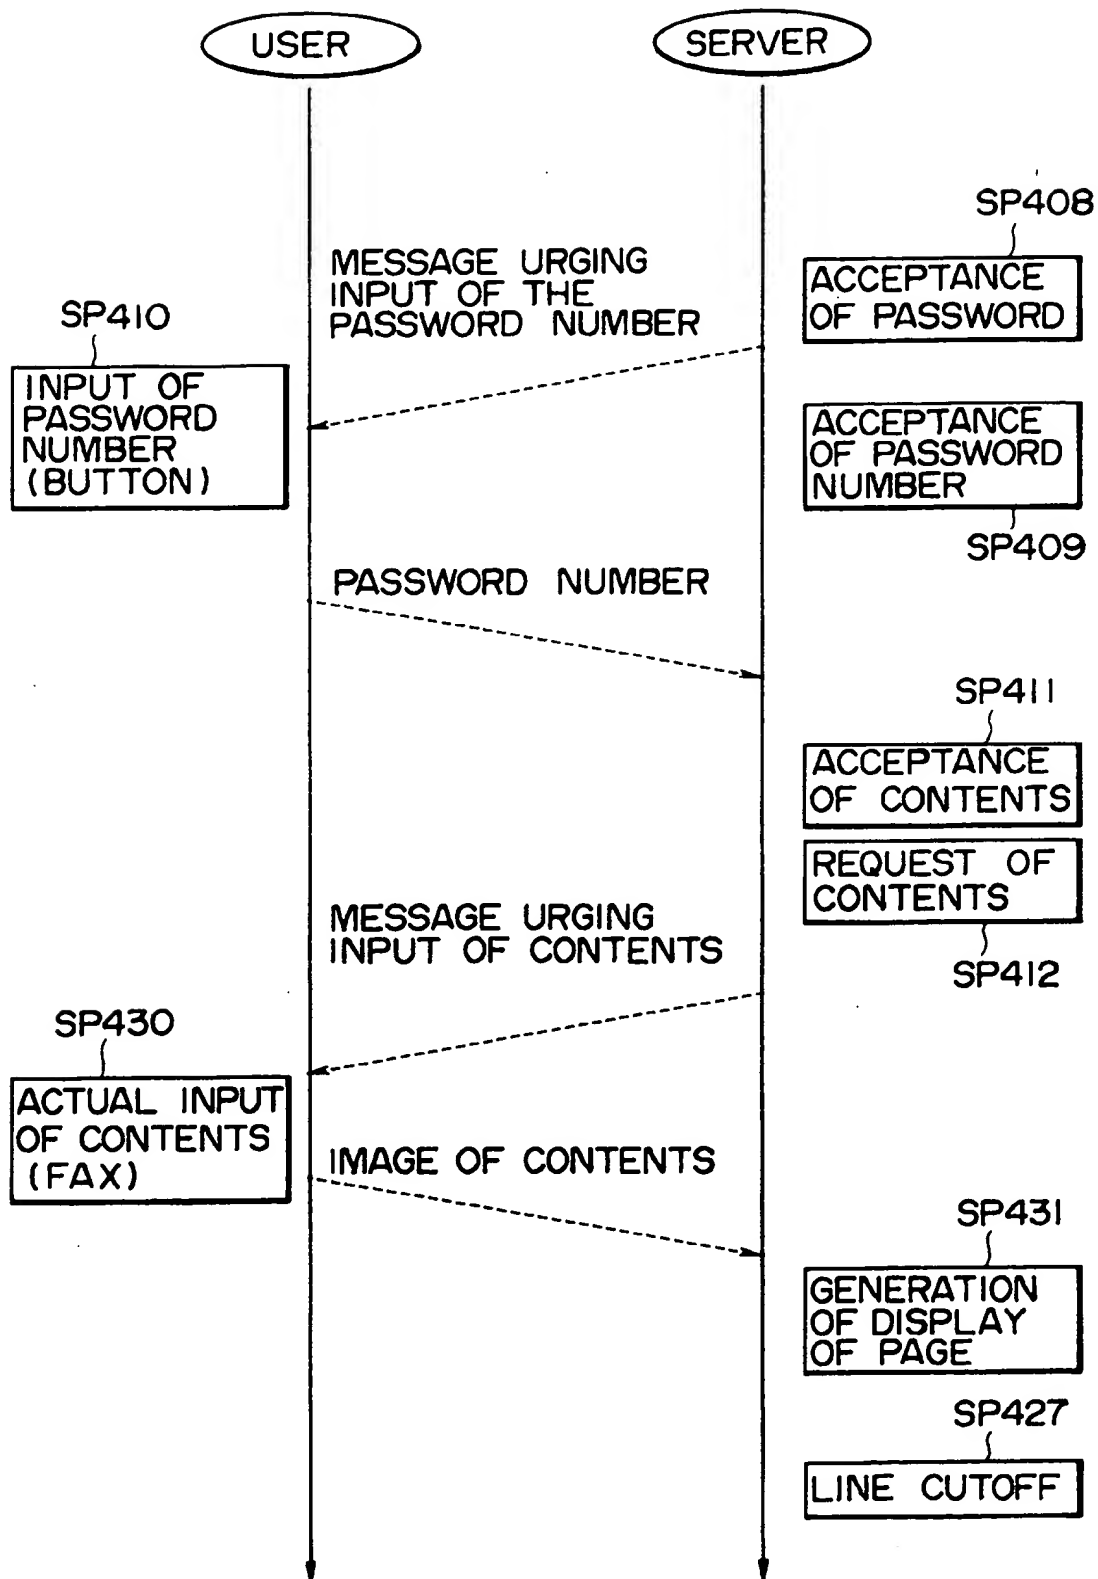 USER
SERVER
SP408
MESSAGE URGING
INPUT OF THE
PASSWORD NUMBER
ACCEPTANCE
OF PASSWORD
SP410
INPUT OF
PASSWORD
NUMBER
(BUTTON)
ACCEPTANCE
OF PASSWORD
NUMBER
SP409
PASSWORD NUMBER
SP411
ACCEPTANCE
OF CONTENTS
REQUEST OF
CONTENTS
SP412
MESSAGE URGING
INPUT OF CONTENTS
SP430
ACTUAL INPUT
OF CONTENTS
(FAX)
IMAGE OF CONTENTS
SP431
GENERATION
OF DISPLAY
OF PAGE
SP427
LINE CUTOFF